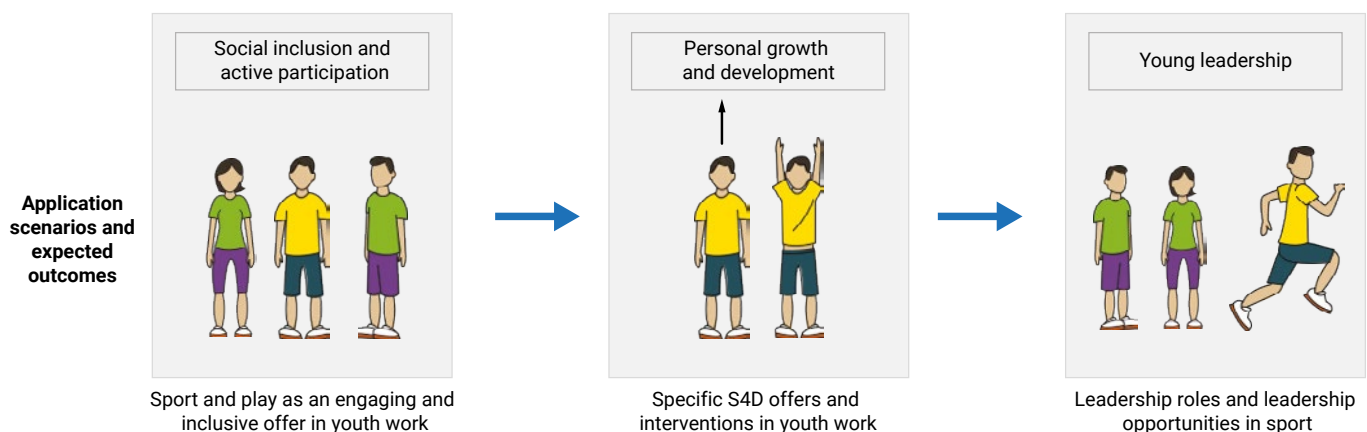 Application
scenarios and
expected
outcomes
Social inclusion and
active participation
Sport and play as an engaging and
inclusive offer in youth work
Personal growth
and development
Specific S4D offers and
interventions in youth work
Young leadership
Leadership roles and leadership
opportunities in sport